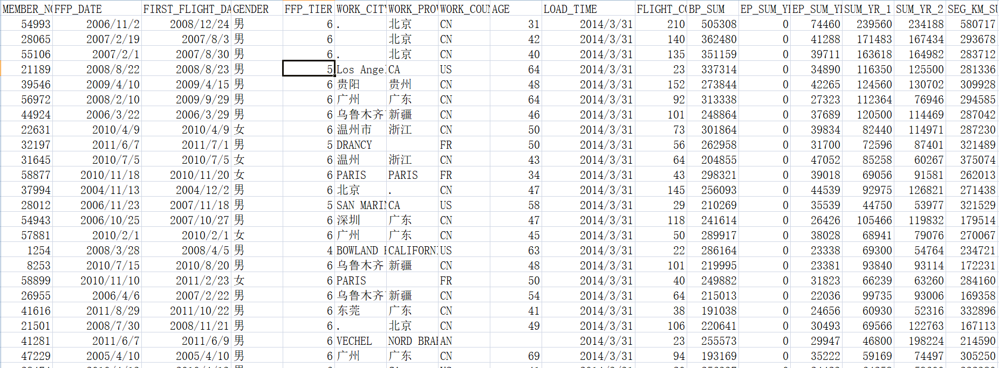 MEMBER_NO FFP_DATE FIRST_FLIGHT_DA GENDER FFP_TIER WORK_CITY WORK_PROV WORK_COUN AGE LOAD_TIME FLIGHT_CO BP_SUM EP_SUM_YR EP_SUM_YR SUM_YR_1 SUM_YR_2 SEG_KM_SU
54993 2006/11/2 2008/12/24 男 6 . 北京 CN 31 2014/3/31 210 505308 0 74460 239560 234188 580717
28065 2007/2/19 2007/8/3 男 6 北京 CN 42 2014/3/31 140 362480 0 41288 171483 167434 293678
55106 2007/2/1 2007/8/30 男 6 . 北京 CN 40 2014/3/31 135 351159 0 39711 163618 164982 283712
21189 2008/8/22 2008/8/23 男 5 Los Angel CA US 64 2014/3/31 23 337314 0 34890 116350 125500 281336
39546 2009/4/10 2009/4/15 男 6 贵阳 贵州 CN 48 2014/3/31 152 273844 0 42265 124560 130702 309928
56972 2008/2/10 2009/9/29 男 6 广州 广东 CN 64 2014/3/31 92 313338 0 27323 112364 76946 294585
44924 2006/3/22 2006/3/29 男 6 乌鲁木齐 新疆 CN 46 2014/3/31 101 248864 0 37689 120500 114469 287042
22631 2010/4/9 2010/4/9 女 6 温州市 浙江 CN 50 2014/3/31 73 301864 0 39834 82440 114971 287230
32197 2011/6/7 2011/7/1 男 5 DRANCY FR 50 2014/3/31 56 262958 0 31700 72596 87401 321489
31645 2010/7/5 2010/7/5 女 6 温州 浙江 CN 43 2014/3/31 64 204855 0 47052 85258 60267 375074
58877 2010/11/18 2010/11/20 女 6 PARIS PARIS FR 34 2014/3/31 43 298321 0 39018 69056 91581 262013
37994 2004/11/13 2004/12/2 男 6 北京 . CN 47 2014/3/31 145 256093 0 44539 92975 126821 271438
28012 2006/11/23 2007/11/18 男 5 SAN MARIN CA US 58 2014/3/31 29 210269 0 35539 44750 53977 321529
54943 2006/10/25 2007/10/27 男 6 深圳 广东 CN 47 2014/3/31 118 241614 0 26426 105466 119832 179514
57881 2010/2/1 2010/2/1 女 6 广州 广东 CN 45 2014/3/31 50 289917 0 38028 68941 79076 270067
1254 2008/3/28 2008/4/5 男 4 BOWLAND CALIFORN US 63 2014/3/31 22 286164 0 23338 69300 54764 234721
8253 2010/7/15 2010/8/20 男 6 乌鲁木齐 新疆 CN 48 2014/3/31 101 219995 0 23381 93840 93114 172231
58899 2010/11/10 2011/2/23 女 6 PARIS FR 50 2014/3/31 40 249882 0 31823 66239 63260 284160
26955 2006/4/6 2007/2/22 男 6 乌鲁木齐 新疆 CN 54 2014/3/31 64 215013 0 22036 99735 93006 169358
41616 2011/8/29 2011/10/22 男 6 东莞 广东 CN 41 2014/3/31 38 191038 0 24656 60930 52316 332896
21501 2008/7/30 2008/11/21 男 6 . 北京 CN 49 2014/3/31 106 220641 0 30493 69566 122763 167113
41281 2011/6/7 2011/6/9 男 6 VECHEL NORD BRA AN 2014/3/31 23 255573 0 29947 46800 198224 214590
47229 2005/4/10 2005/4/10 男 6 广州 广东 CN 69 2014/3/31 94 193169 0 35222 59169 74497 305250